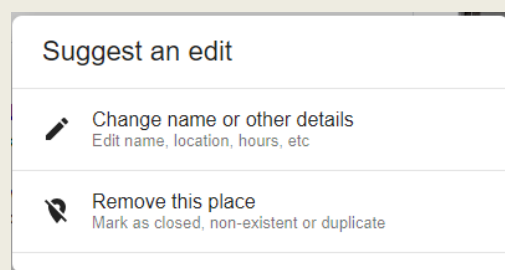 Suggest an edit
Change name or other details
Edit name, location, hours, etc
Remove this place
Mark as closed, non-existent or duplicate